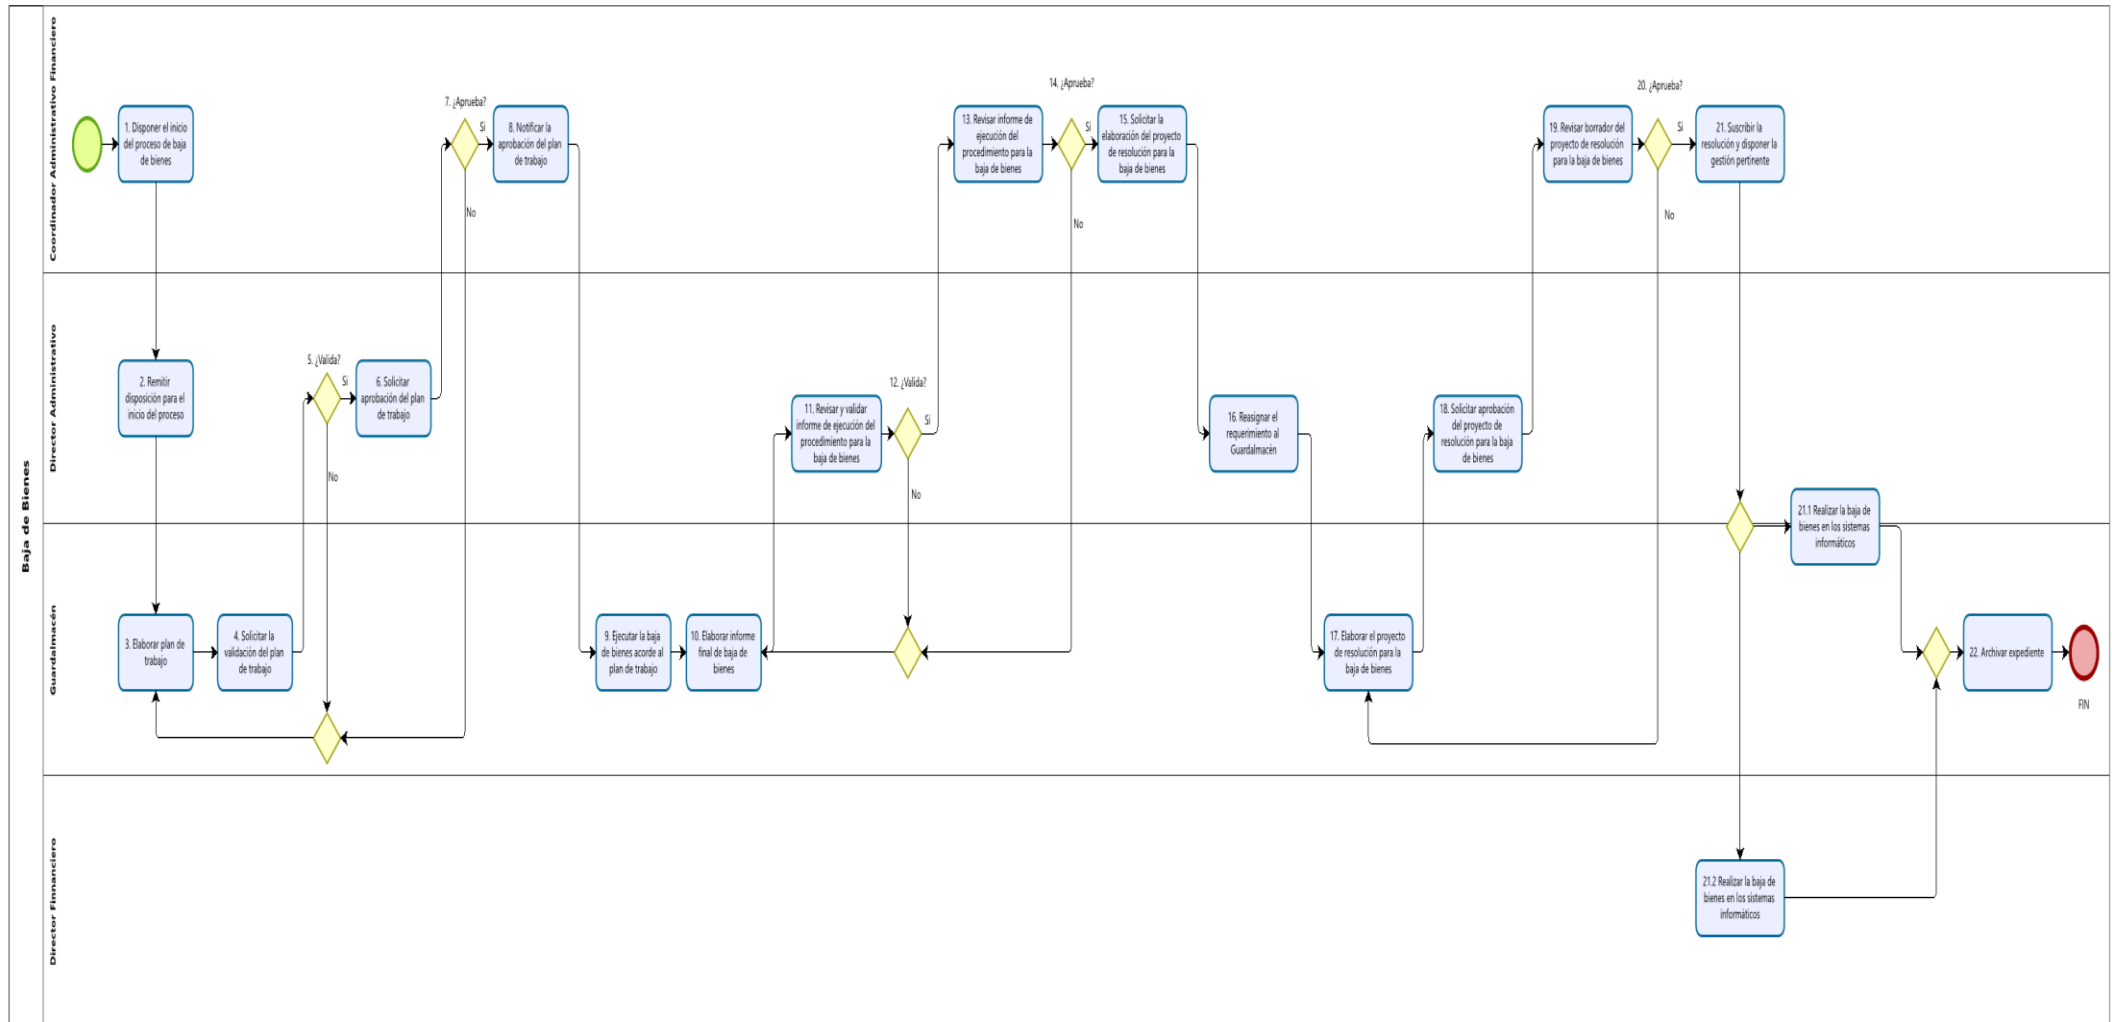 Baja de Bienes
Coordinador Administrativo Financiero
1. Disponer el inicio
del proceso de baja
de bienes
7. ¿Aprueba?
Si
No
8. Notificar la
aprobación del plan
de trabajo
13. Revisar informe de
ejecución del
procedimiento para la
baja de bienes
14. ¿Aprueba?
Si
No
15. Solicitar la
elaboración del proyecto
de resolución para la
baja de bienes
19. Revisar borrador del
proyecto de resolución
para la baja de bienes
20. ¿Aprueba?
Si
No
21. Suscribir la
resolución y disponer la
gestión pertinente
Director Administrativo
2. Remitir
disposición para el
inicio del proceso
5. ¿Valida?
Si
No
6. Solicitar
aprobación del plan
de trabajo
11. Revisar y validar
informe de ejecución del
procedimiento para la
baja de bienes
12. ¿Valida?
Si
No
16. Reasignar el
requerimiento al
Guardalmacén
18. Solicitar aprobación
del proyecto de
resolución para la baja
de bienes
21.1 Realizar la baja de
bienes en los sistemas
informáticos
Guardalmacén
3. Elaborar plan de
trabajo
4. Solicitar la
validación del plan
de trabajo
9. Ejecutar la baja
de bienes acorde al
plan de trabajo
10. Elaborar informe
final de baja de
bienes
17. Elaborar el proyecto
de resolución para la
baja de bienes
22. Archivar expediente
FIN
Director Finnanciero
21.2 Realizar la baja de
bienes en los sistemas
informáticos